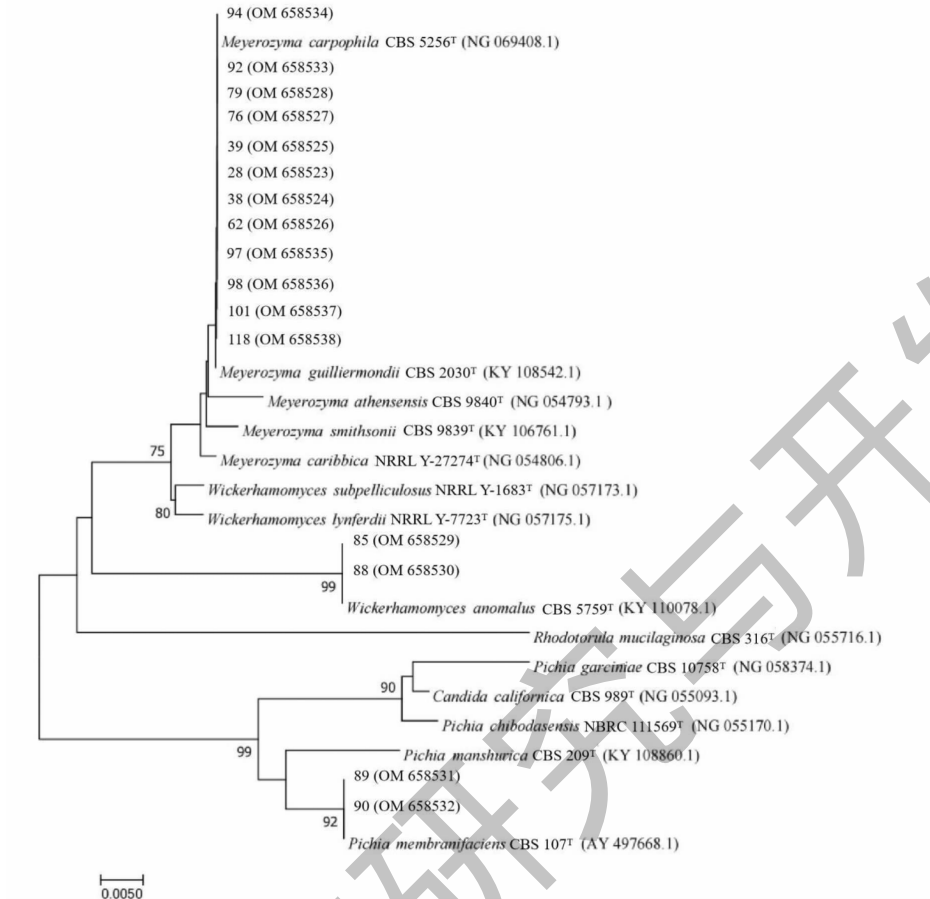 94 (OM 658534)
Meyerozyma carpophila CBS 5256ᵀ (NG 069408.1)
92 (OM 658533)
79 (OM 658528)
76 (OM 658527)
39 (OM 658525)
28 (OM 658523)
38 (OM 658524)
62 (OM 658526)
97 (OM 658535)
98 (OM 658536)
101 (OM 658537)
118 (OM 658538)
Meyerozyma guilliermondii CBS 2030ᵀ (KY 108542.1)
Meyerozyma athensensis CBS 9840ᵀ (NG 054793.1 )
Meyerozyma smithsonii CBS 9839ᵀ (KY 106761.1)
75
Meyerozyma caribbica NRRL Y-27274ᵀ (NG 054806.1)
Wickerhamomyces subpelliculosus NRRL Y-1683ᵀ (NG 057173.1)
80
Wickerhamomyces lynferdii NRRL Y-7723ᵀ (NG 057175.1)
85 (OM 658529)
88 (OM 658530)
99
Wickerhamomyces anomalus CBS 5759ᵀ (KY 110078.1)
Rhodotorula mucilaginosa CBS 316ᵀ (NG 055716.1)
Pichia garciniae CBS 10758ᵀ (NG 058374.1)
90
Candida californica CBS 989ᵀ (NG 055093.1)
Pichia chibodasensis NBRC 111569ᵀ (NG 055170.1)
99
Pichia manshurica CBS 209ᵀ (KY 108860.1)
89 (OM 658531)
90 (OM 658532)
92
Pichia membranifaciens CBS 107ᵀ (AY 497668.1)
0.0050
研究与开